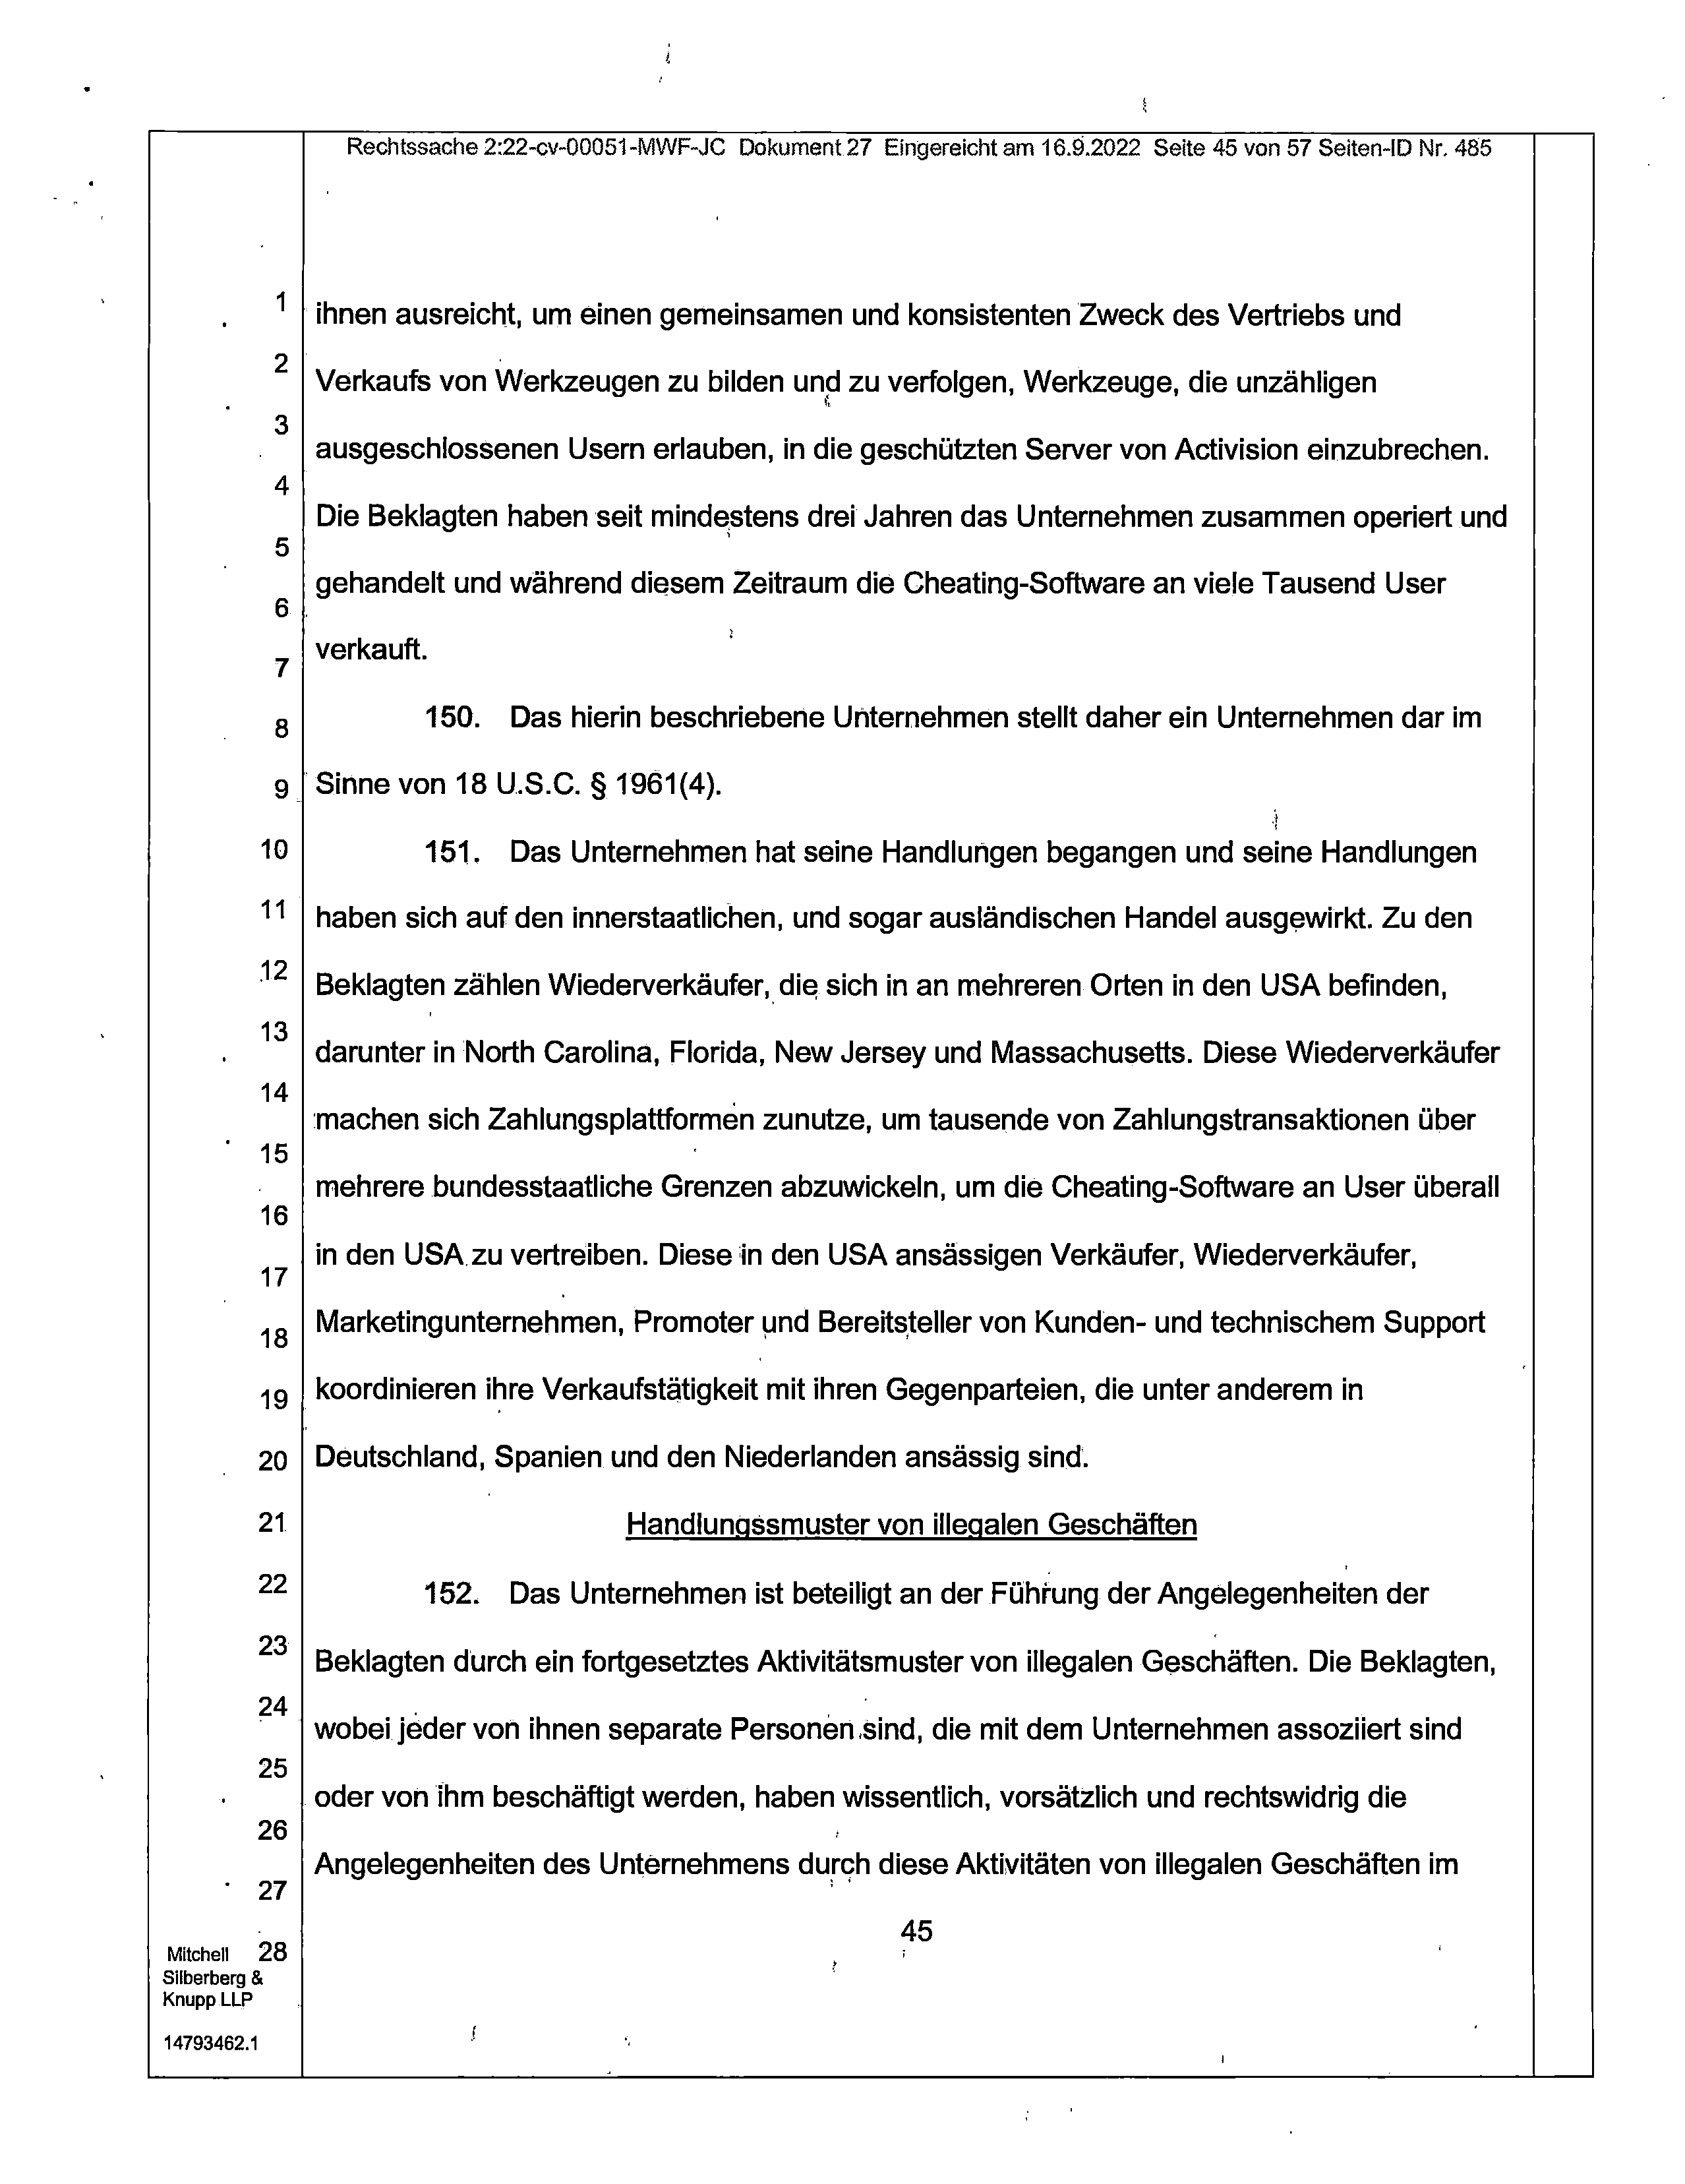 Rechtssache 2:22-cv-00051-MWF-JC Dokument 27 Eingereicht am 16.9.2022 Seite 45 von 57 Seiten-ID Nr. 485
1
ihnen ausreicht, um einen gemeinsamen und konsistenten Zweck des Vertriebs und
2
Verkaufs von Werkzeugen zu bilden und zu verfolgen, Werkzeuge, die unzähligen
3
ausgeschlossenen Usern erlauben, in die geschützten Server von Activision einzubrechen.
4
Die Beklagten haben seit mindestens drei Jahren das Unternehmen zusammen operiert und
5
gehandelt und während diesem Zeitraum die Cheating-Software an viele Tausend User
6
verkauft.
7
8 150. Das hierin beschriebene Unternehmen stellt daher ein Unternehmen dar im
9 Sinne von 18 U.S.C. § 1961(4).
10 151. Das Unternehmen hat seine Handlungen begangen und seine Handlungen
11 haben sich auf den innerstaatlichen, und sogar ausländischen Handel ausgewirkt. Zu den
12 Beklagten zählen Wiederverkäufer, die sich in an mehreren Orten in den USA befinden,
13
darunter in North Carolina, Florida, New Jersey und Massachusetts. Diese Wiederverkäufer
14
machen sich Zahlungsplattformen zunutze, um tausende von Zahlungstransaktionen über
15
mehrere bundesstaatliche Grenzen abzuwickeln, um die Cheating-Software an User überall
16
in den USA zu vertreiben. Diese in den USA ansässigen Verkäufer, Wiederverkäufer,
17
Marketingunternehmen, Promoter und Bereitsteller von Kunden- und technischem Support
18
19 koordinieren ihre Verkaufstätigkeit mit ihren Gegenparteien, die unter anderem in
20 Deutschland, Spanien und den Niederlanden ansässig sind.
21 Handlungssmuster von illegalen Geschäften
22 152. Das Unternehmen ist beteiligt an der Führung der Angelegenheiten der
23 Beklagten durch ein fortgesetztes Aktivitätsmuster von illegalen Geschäften. Die Beklagten,
24
wobei jeder von ihnen separate Personen sind, die mit dem Unternehmen assoziiert sind
25
oder von ihm beschäftigt werden, haben wissentlich, vorsätzlich und rechtswidrig die
26
Angelegenheiten des Unternehmens durch diese Aktivitäten von illegalen Geschäften im
27
45
Mitchell 28
Silberberg &
Knupp LLP
14793462.1